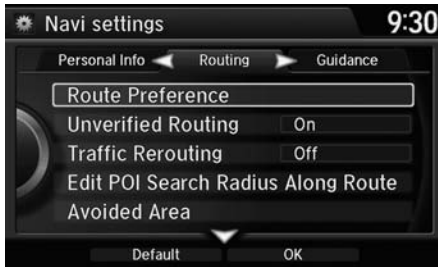 Navi settings 9:30
Personal Info Routing Guidance
Route Preference
Unverified Routing On
Traffic Rerouting Off
Edit POI Search Radius Along Route
Avoided Area
Default OK